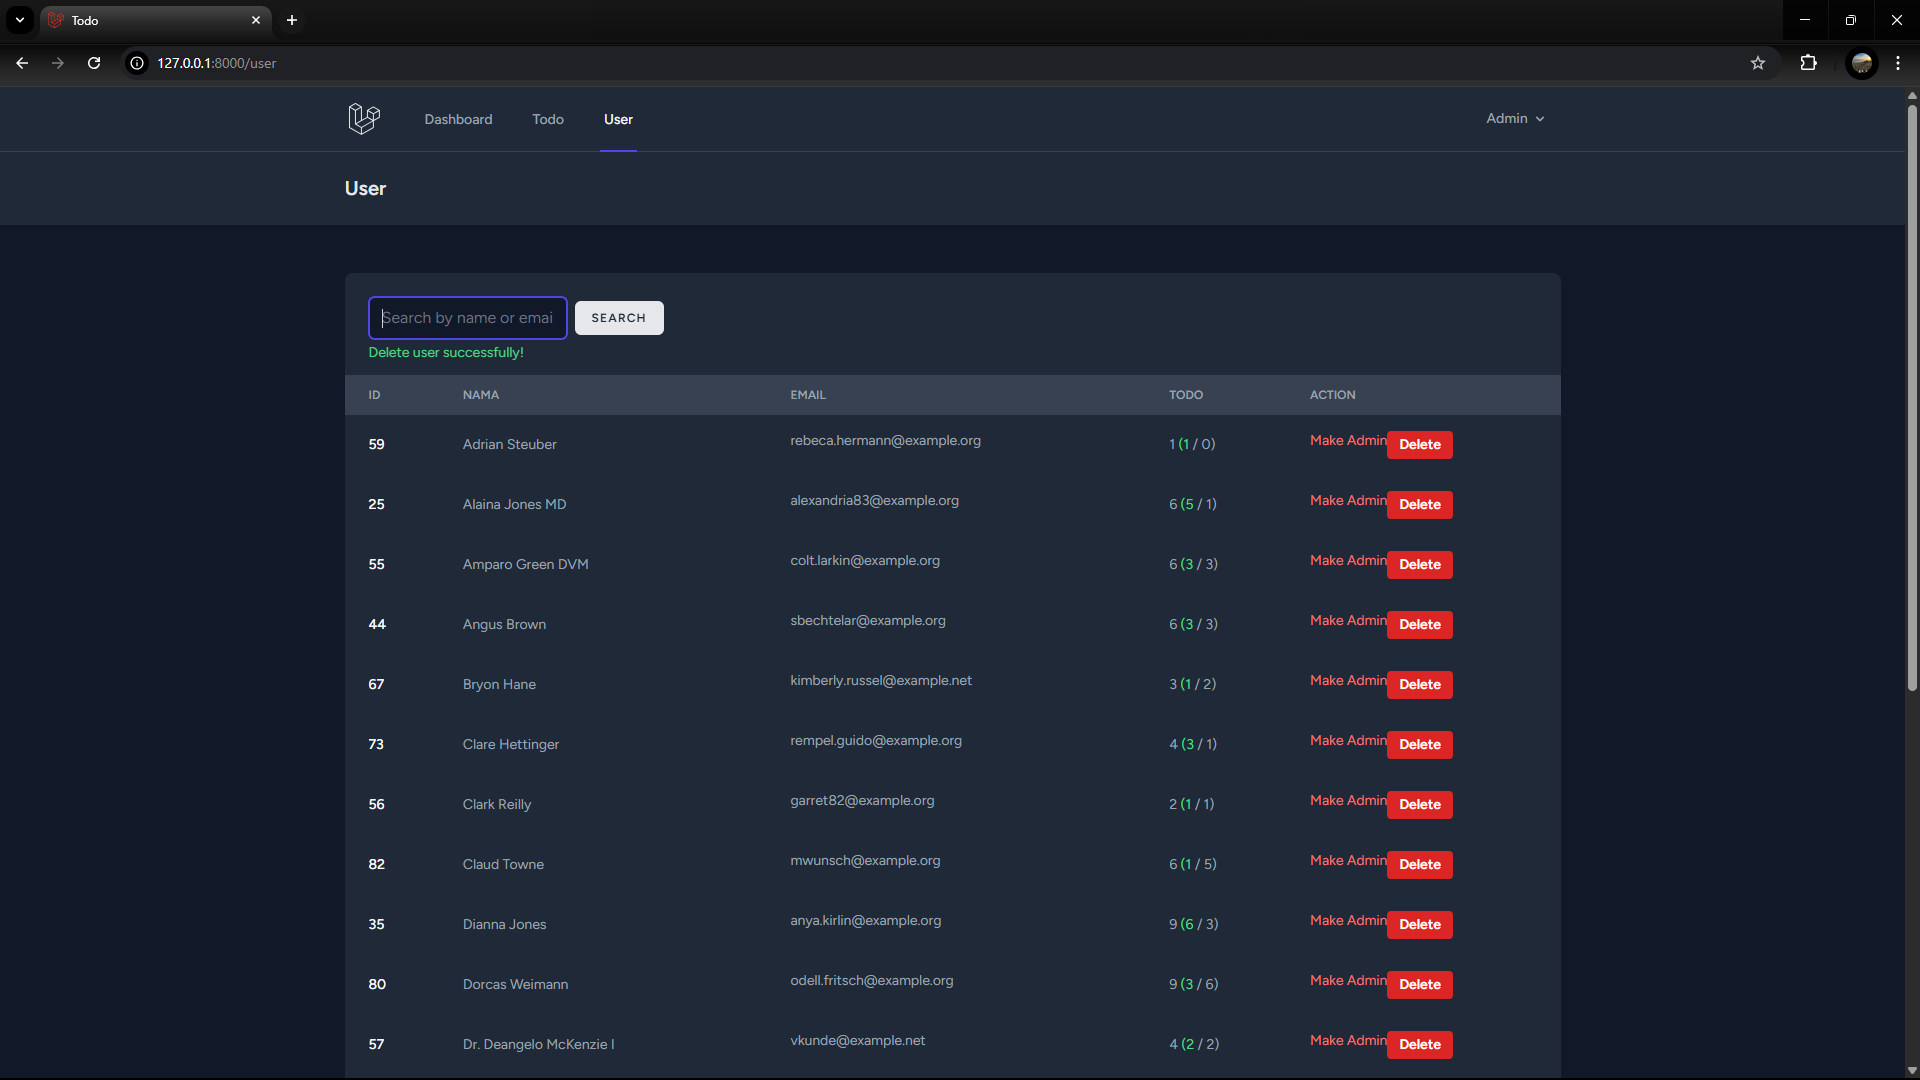 Todo
127.0.0.1:8000/user
Dashboard Todo User Admin
User
Search by name or emai SEARCH
Delete user successfully!
ID NAMA EMAIL TODO ACTION
59 Adrian Steuber rebeca.hermann@example.org 1 (1 / 0) Make Admin Delete
25 Alaina Jones MD alexandria83@example.org 6 (5 / 1) Make Admin Delete
55 Amparo Green DVM colt.larkin@example.org 6 (3 / 3) Make Admin Delete
44 Angus Brown sbechtelar@example.org 6 (3 / 3) Make Admin Delete
67 Bryon Hane kimberly.russel@example.net 3 (1 / 2) Make Admin Delete
73 Clare Hettinger rempel.guido@example.org 4 (3 / 1) Make Admin Delete
56 Clark Reilly garret82@example.org 2 (1 / 1) Make Admin Delete
82 Claud Towne mwunsch@example.org 6 (1 / 5) Make Admin Delete
35 Dianna Jones anya.kirlin@example.org 9 (6 / 3) Make Admin Delete
80 Dorcas Weimann odell.fritsch@example.org 9 (3 / 6) Make Admin Delete
57 Dr. Deangelo McKenzie I vkunde@example.net 4 (2 / 2) Make Admin Delete